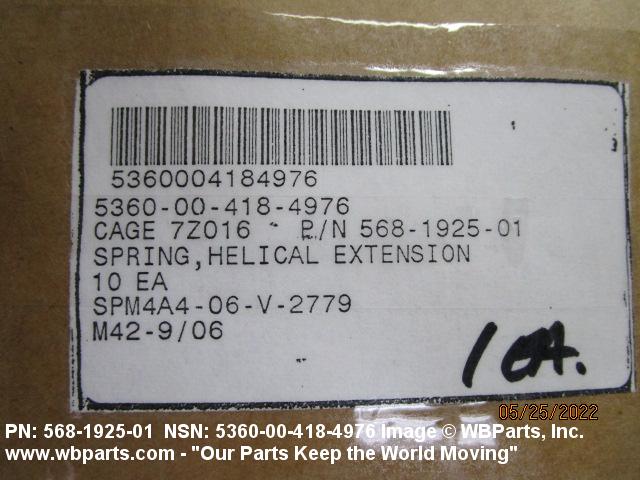 5360004184976
5360-00-418-4976
CAGE 7Z016 P/N 568-1925-01
SPRING,HELICAL EXTENSION
10 EA
SPM4A4-06-V-2779
M42-9/06
1 EA.
05/25/2022
PN: 568-1925-01 NSN: 5360-00-418-4976 Image © WBParts, Inc.
www.wbparts.com - "Our Parts Keep the World Moving"